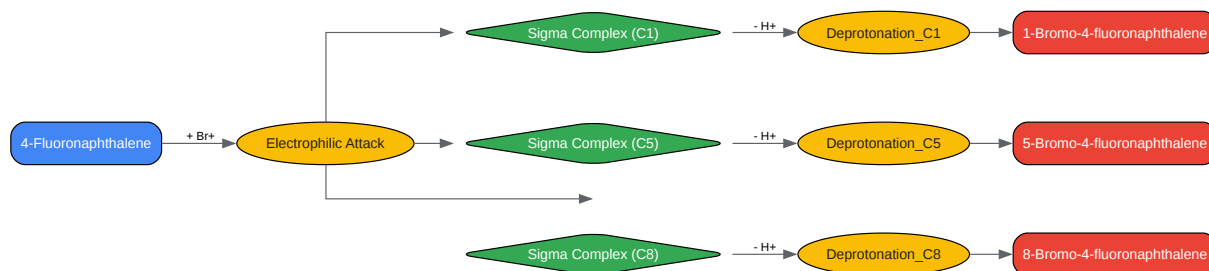 Sigma Complex (C1)
- H+
Deprotonation_C1
1-Bromo-4-fluoronaphthalene
4-Fluoronaphthalene
+ Br+
Electrophilic Attack
Sigma Complex (C5)
- H+
Deprotonation_C5
5-Bromo-4-fluoronaphthalene
Sigma Complex (C8)
- H+
Deprotonation_C8
8-Bromo-4-fluoronaphthalene